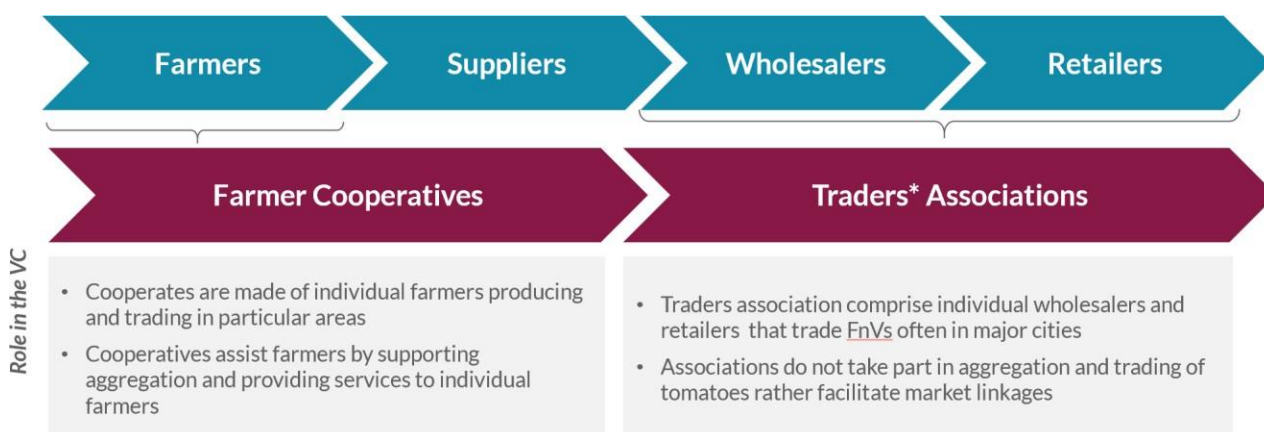 Farmers
Suppliers
Wholesalers
Retailers
Farmer Cooperatives
Traders* Associations
Role in the VC
• Cooperates are made of individual farmers producing
and trading in particular areas
• Cooperatives assist farmers by supporting
aggregation and providing services to individual
farmers
• Traders association comprise individual wholesalers and
retailers that trade FnVs often in major cities
• Associations do not take part in aggregation and trading of
tomatoes rather facilitate market linkages